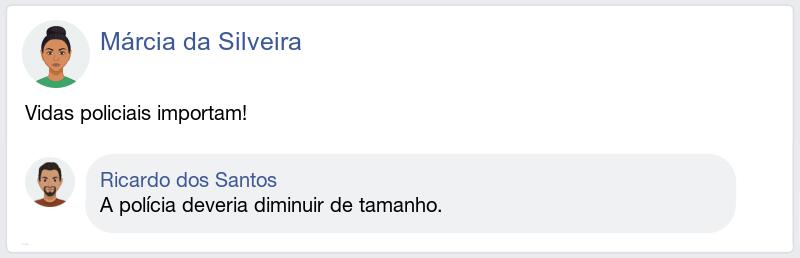 Márcia da Silveira
Vidas policiais importam!
Ricardo dos Santos
A polícia deveria diminuir de tamanho.